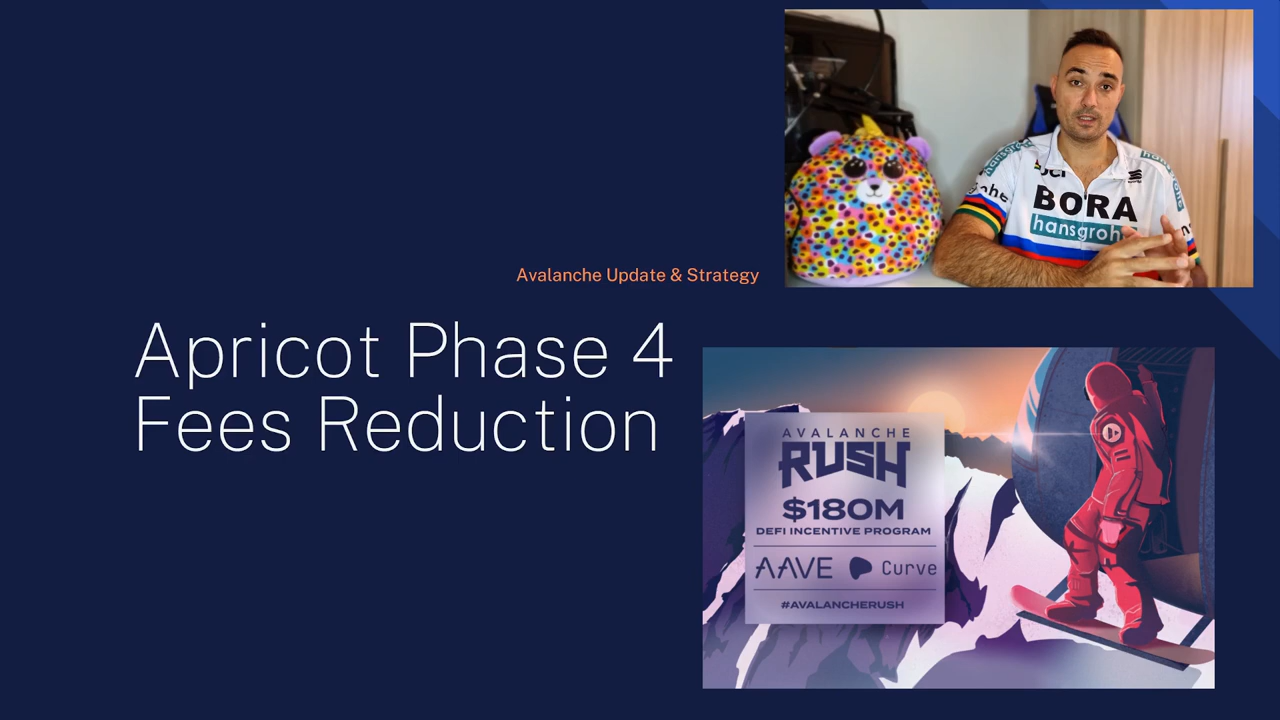 BORA
hansgrohe
Avalanche Update & Strategy
Apricot Phase 4
Fees Reduction
AVALANCHE
RUSH
$180M
DEFI INCENTIVE PROGRAM
AAVE Curve
#AVALANCHERUSH